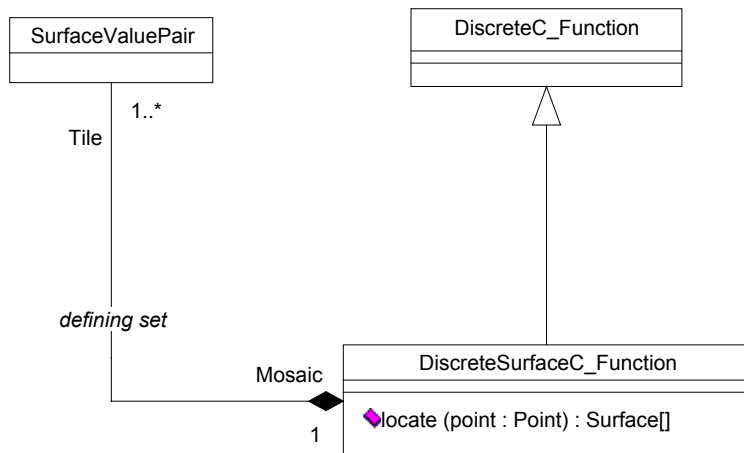 SurfaceValuePair
DiscreteC_Function
1..*
Tile
defining set
Mosaic
1
DiscreteSurfaceC_Function
locate (point : Point) : Surface[]